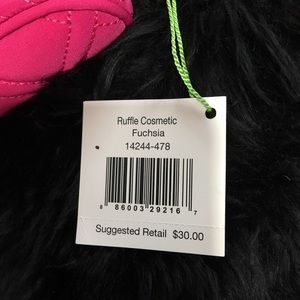 Ruffle Cosmetic
Fuchsia
14244-478
8 86003 29216 7
Suggested Retail $30.00